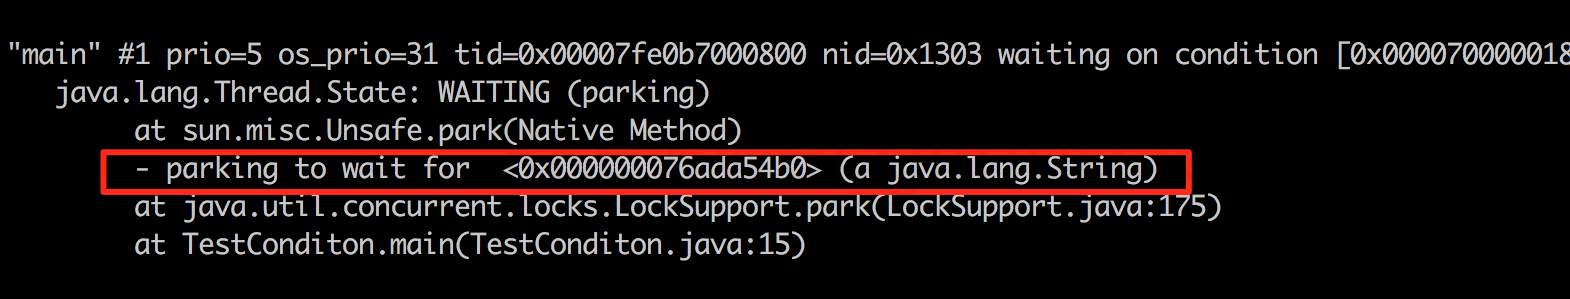 "main" #1 prio=5 os_prio=31 tid=0x00007fe0b7000800 nid=0x1303 waiting on condition [0x0000700000018
java.lang.Thread.State: WAITING (parking)
at sun.misc.Unsafe.park(Native Method)
- parking to wait for <0x000000076ada54b0> (a java.lang.String)
at java.util.concurrent.locks.LockSupport.park(LockSupport.java:175)
at TestConditon.main(TestConditon.java:15)